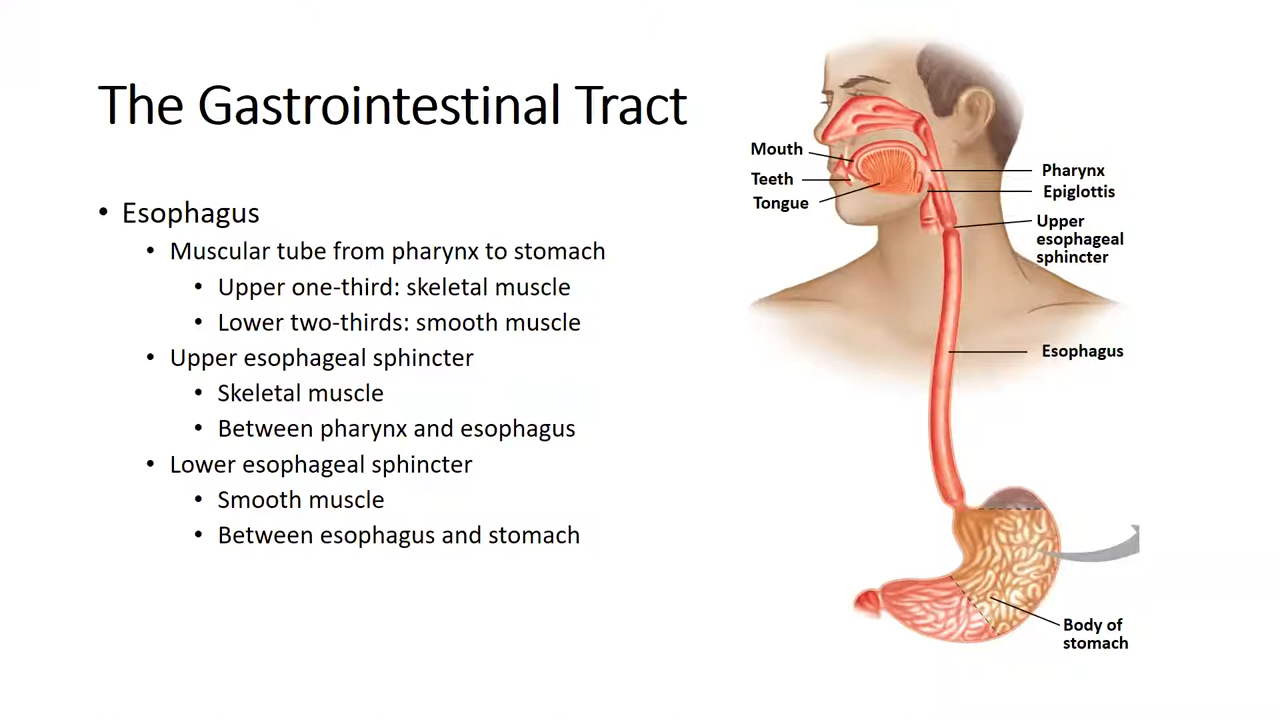 The Gastrointestinal Tract
• Esophagus
• Muscular tube from pharynx to stomach
• Upper one-third: skeletal muscle
• Lower two-thirds: smooth muscle
• Upper esophageal sphincter
• Skeletal muscle
• Between pharynx and esophagus
• Lower esophageal sphincter
• Smooth muscle
• Between esophagus and stomach
Mouth
Teeth
Tongue
Pharynx
Epiglottis
Upper
esophageal
sphincter
Esophagus
Body of
stomach